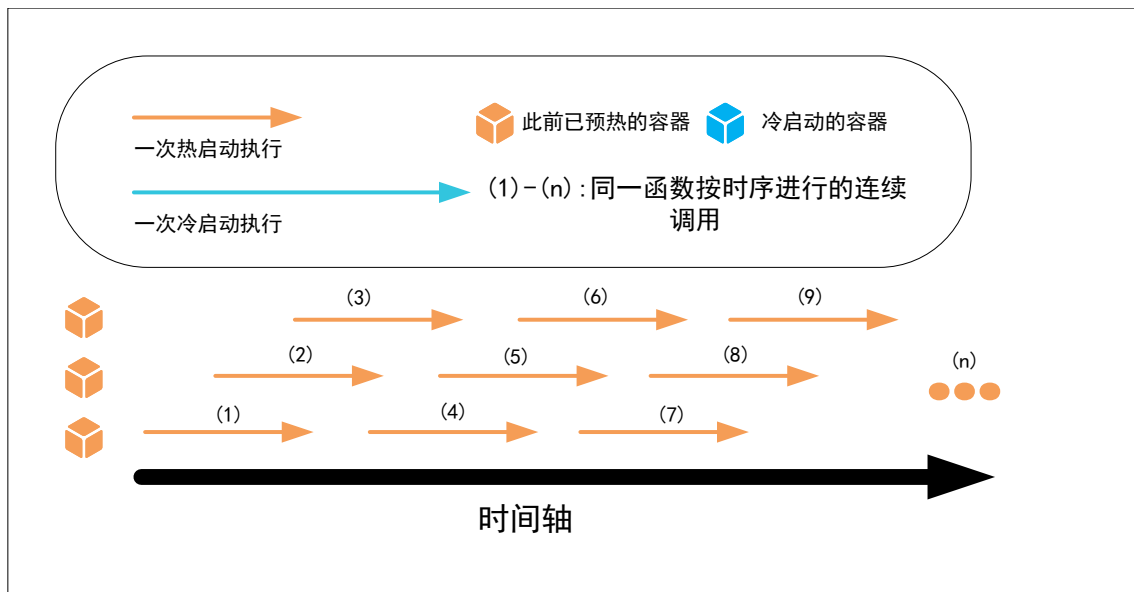 此前已预热的容器
冷启动的容器
一次热启动执行
(1)-(n):同一函数按时序进行的连续
调用
一次冷启动执行
(3)
(6)
(9)
(2)
(5)
(8)
(n)
(1)
(4)
(7)
时间轴